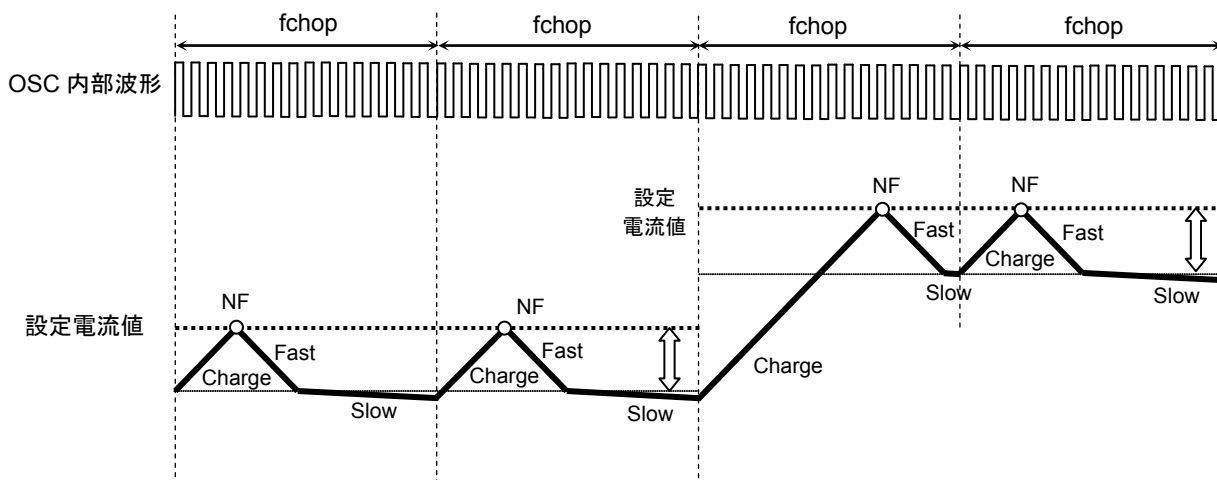 fchop fchop fchop fchop
OSC 内部波形
設定
電流値
NF NF
Fast Fast
Charge
Slow Slow
設定電流値
NF NF
Fast Fast
Charge Charge Charge
Slow Slow